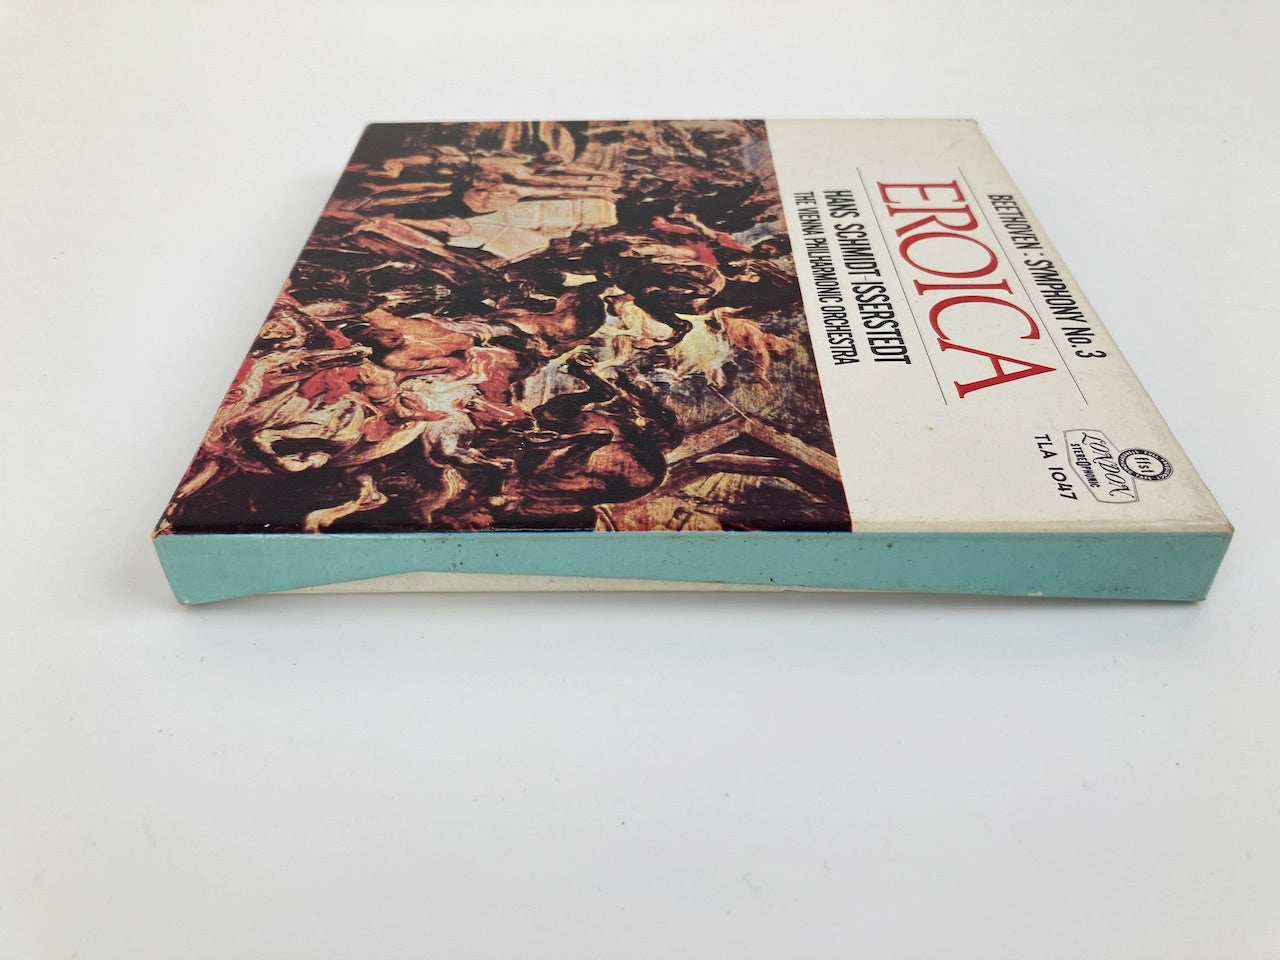 BEETHOVEN: SYMPHONY No. 3
EROICA
HANS SCHMIDT-ISSERSTEDT
THE VIENNA PHILHARMONIC ORCHESTRA
LONDON
STEREOPHONIC
ffss
TLA 1047